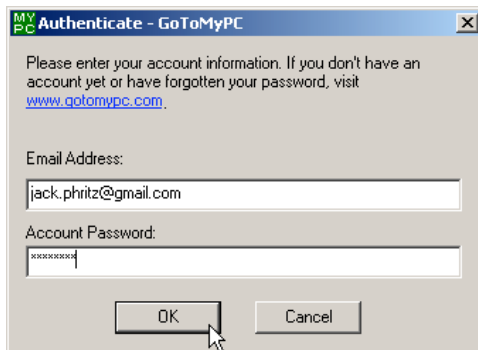 MY PC Authenticate - GoToMyPC
Please enter your account information. If you don't have an
account yet or have forgotten your password, visit
www.gotomypc.com.
Email Address:
jack.phritz@gmail.com
Account Password:
xxxxxxxx
OK Cancel